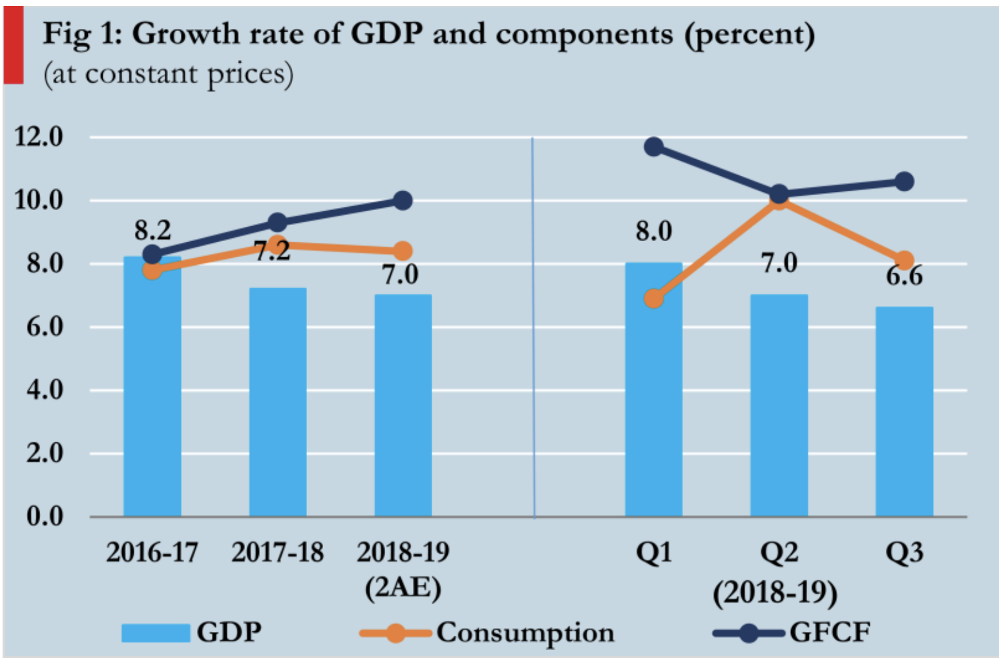 Fig 1: Growth rate of GDP and components (percent)
(at constant prices)
12.0
10.0
8.0
6.0
4.0
2.0
0.0
8.2
7.2
7.0
8.0
7.0
6.6
2016-17 2017-18 2018-19 Q1 Q2 Q3
(2AE) (2018-19)
GDP Consumption GFCF